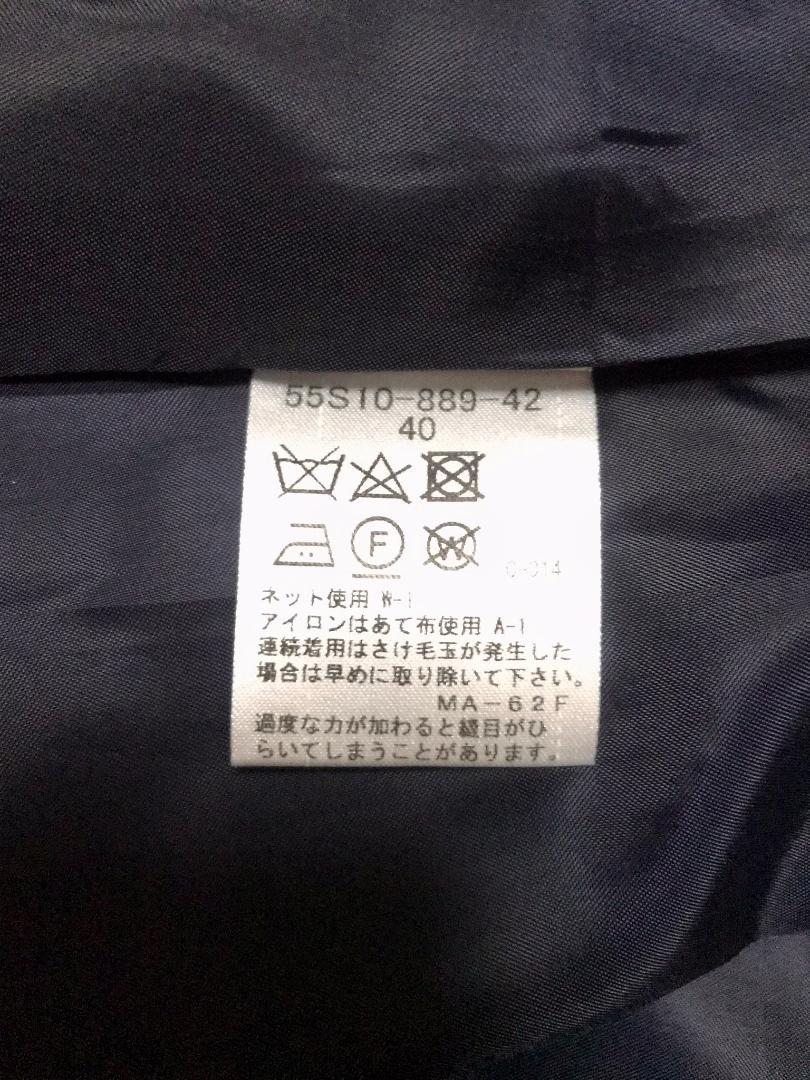 55S10-889-42
40
F
W
0-014
ネット使用 W-1
アイロンはあて布使用 A-1
連続着用はさけ毛玉が発生した
場合は早めに取り除いて下さい。
MA-62F
過度な力が加わると縫目がひ
らいてしまうことがあります。